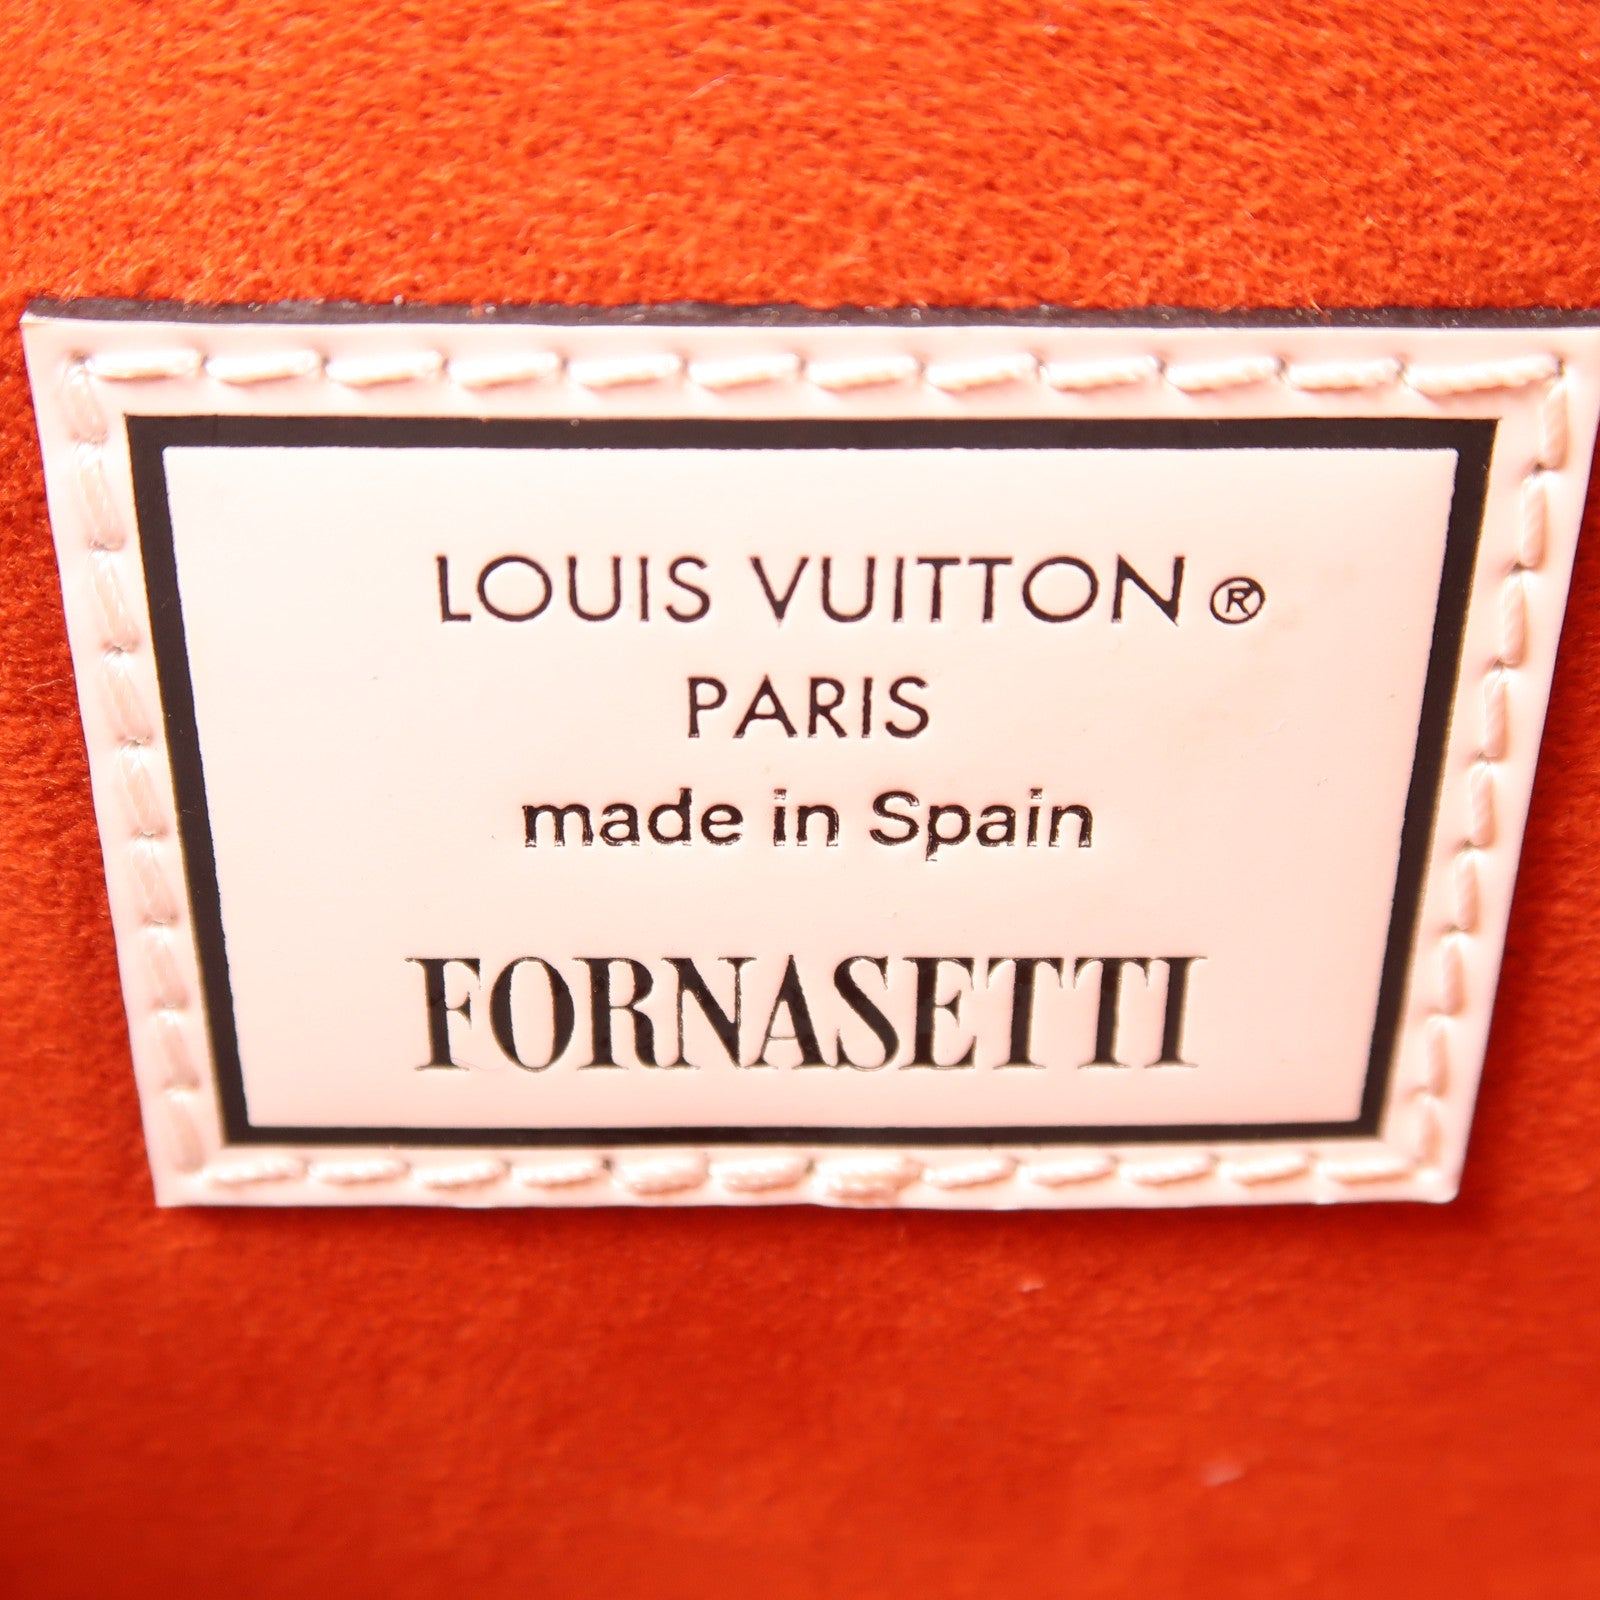 LOUIS VUITTON®
PARIS
made in Spain
FORNASETTI